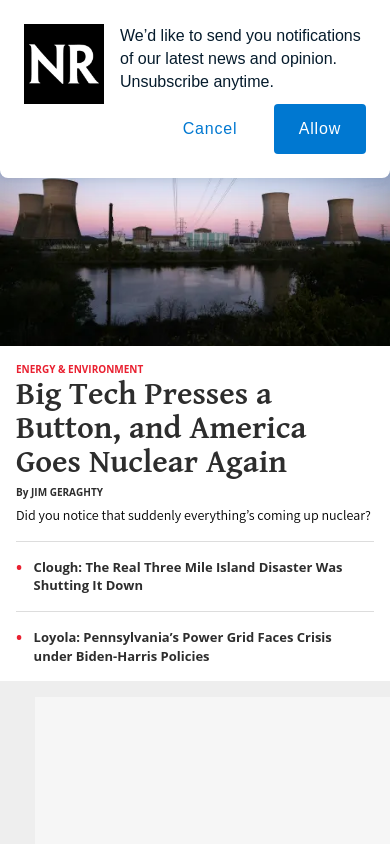 NR
We’d like to send you notifications
of our latest news and opinion.
Unsubscribe anytime.
Cancel
Allow
ENERGY & ENVIRONMENT
Big Tech Presses a
Button, and America
Goes Nuclear Again
By JIM GERAGHTY
Did you notice that suddenly everything’s coming up nuclear?
• Clough: The Real Three Mile Island Disaster Was
Shutting It Down
• Loyola: Pennsylvania’s Power Grid Faces Crisis
under Biden-Harris Policies